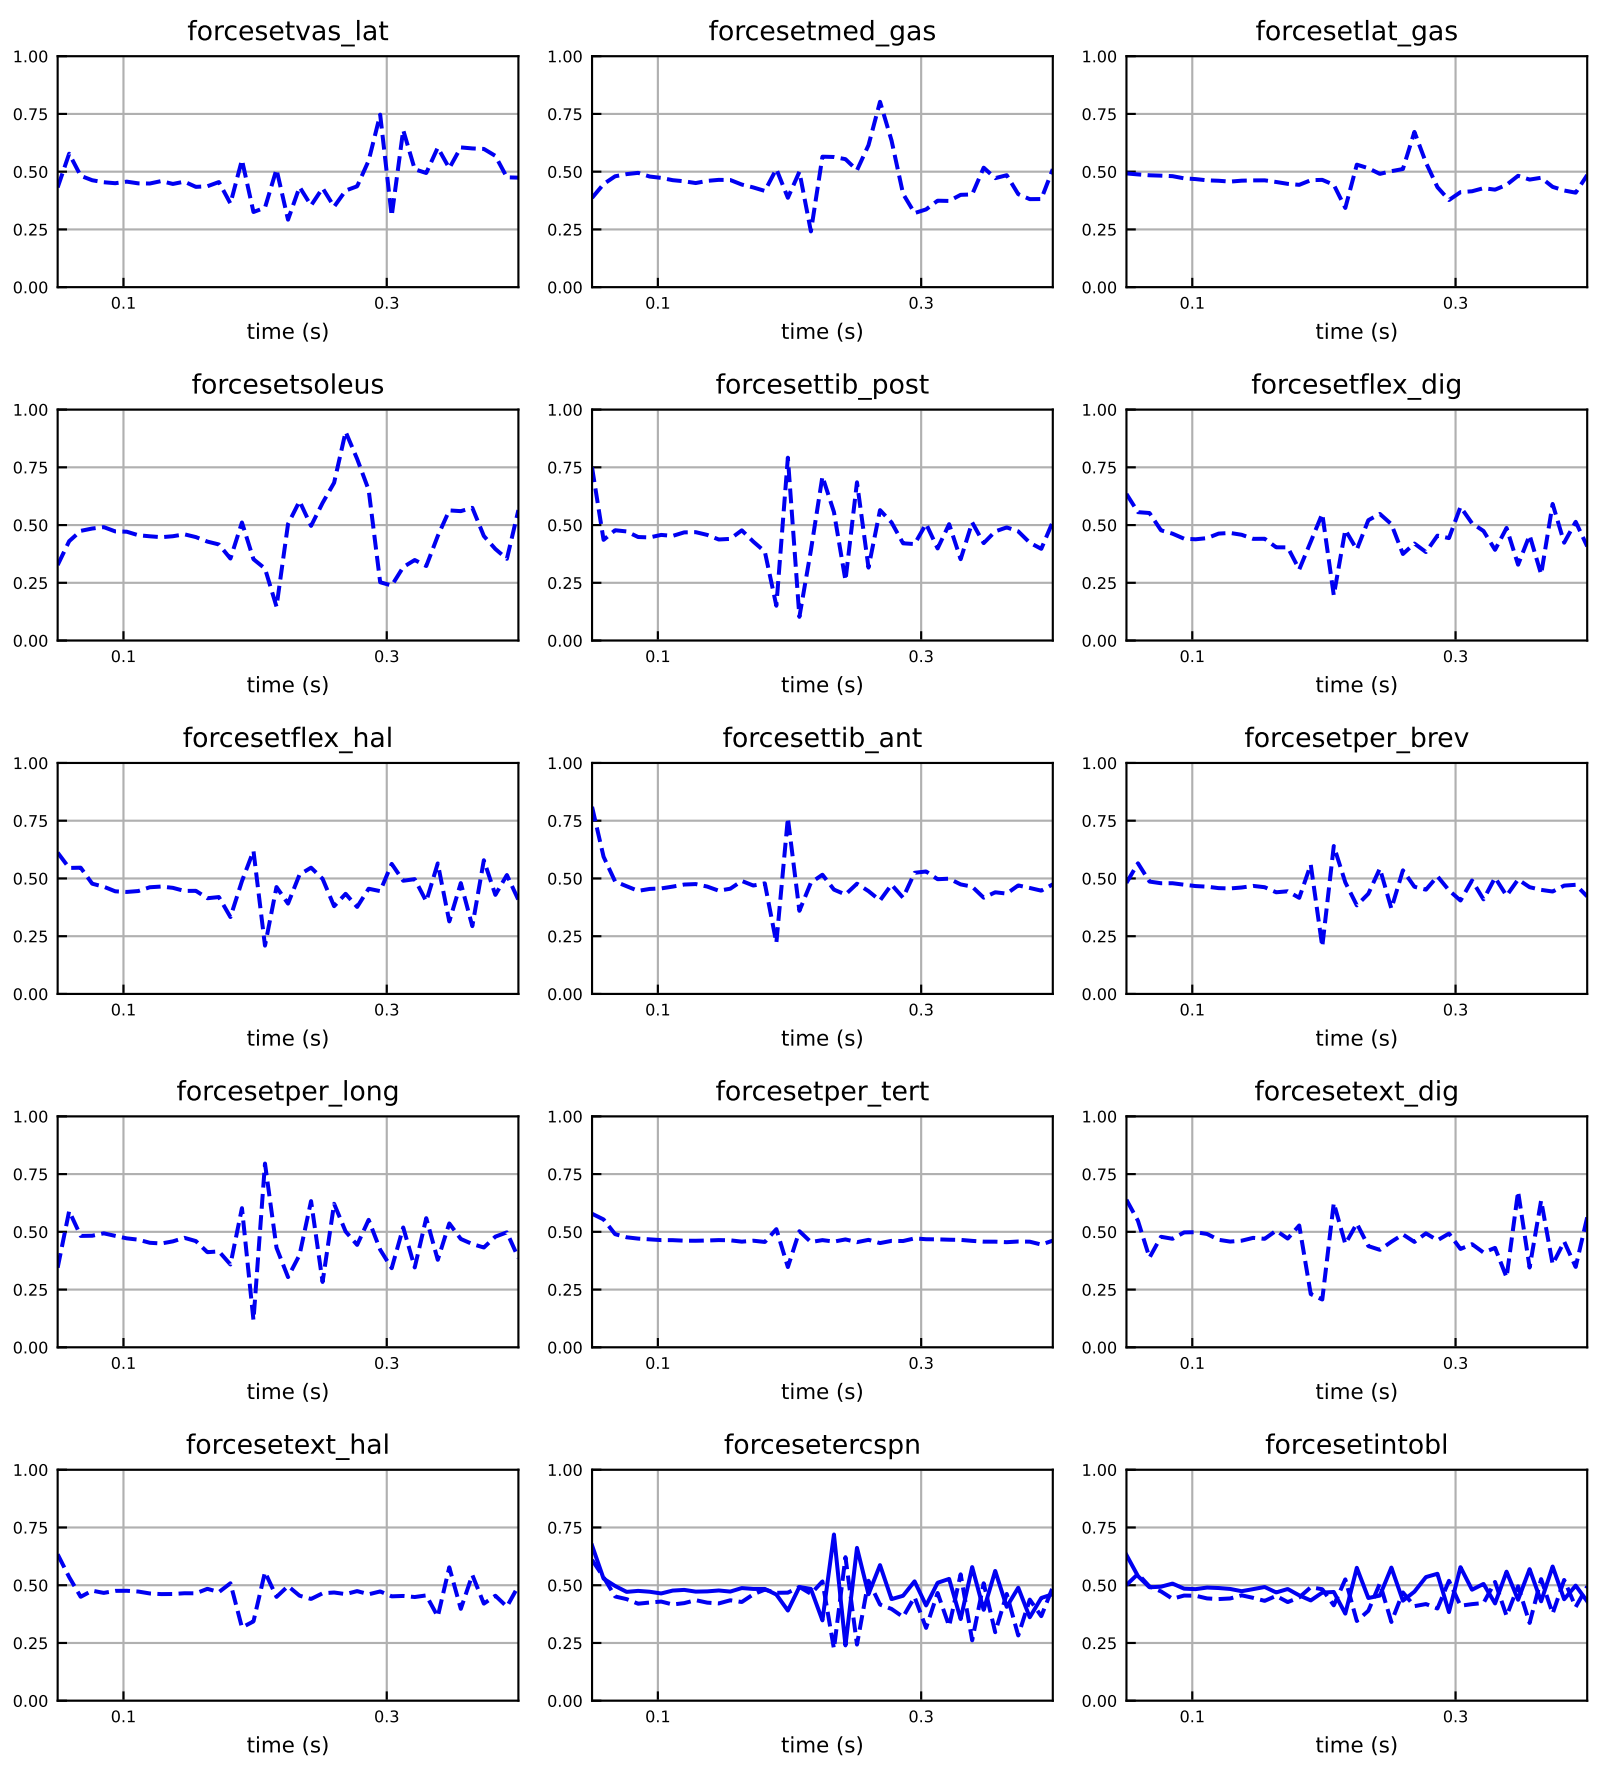 forcesetvas_lat forcesetmed_gas forcesetlat_gas
1.00 1.00 1.00
0.75 0.75 0.75
0.50 0.50 0.50
0.25 0.25 0.25
0.00 0.00 0.00
0.1 0.3 0.1 0.3 0.1 0.3
time (s) time (s) time (s)
forcesetsoleus forcesettib_post forcesetflex_dig
1.00 1.00 1.00
0.75 0.75 0.75
0.50 0.50 0.50
0.25 0.25 0.25
0.00 0.00 0.00
0.1 0.3 0.1 0.3 0.1 0.3
time (s) time (s) time (s)
forcesetflex_hal forcesettib_ant forcesetper_brev
1.00 1.00 1.00
0.75 0.75 0.75
0.50 0.50 0.50
0.25 0.25 0.25
0.00 0.00 0.00
0.1 0.3 0.1 0.3 0.1 0.3
time (s) time (s) time (s)
forcesetper_long forcesetper_tert forcesetext_dig
1.00 1.00 1.00
0.75 0.75 0.75
0.50 0.50 0.50
0.25 0.25 0.25
0.00 0.00 0.00
0.1 0.3 0.1 0.3 0.1 0.3
time (s) time (s) time (s)
forcesetext_hal forcesetercspn forcesetintobl
1.00 1.00 1.00
0.75 0.75 0.75
0.50 0.50 0.50
0.25 0.25 0.25
0.00 0.00 0.00
0.1 0.3 0.1 0.3 0.1 0.3
time (s) time (s) time (s)